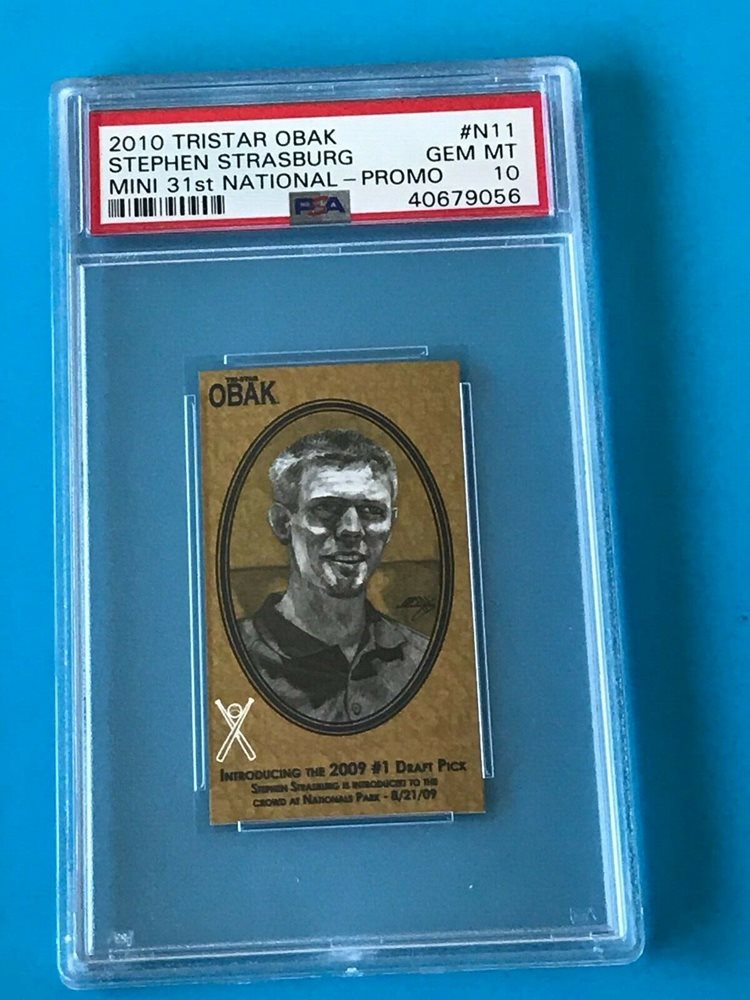 2010 TRISTAR OBAK #N11
STEPHEN STRASBURG GEM MT
MINI 31st NATIONAL-PROMO 10
PSA 40679056
TRISTAR
OBAK
INTRODUCING THE 2009 #1 DRAFT PICK
STEPHEN STRASBURG IS INTRODUCED TO THE
CROWD AT NATIONALS PARK - 8/21/09